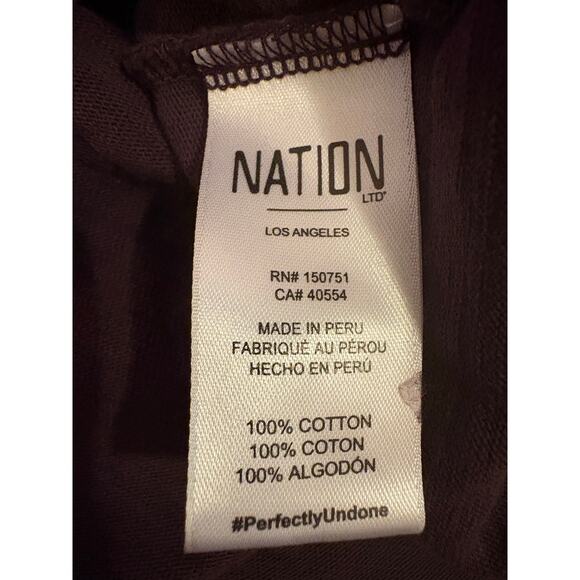 NATION
LTD
LOS ANGELES
RN# 150751
CA# 40554
MADE IN PERU
FABRIQUÉ AU PÉROU
HECHO EN PERÚ
100% COTTON
100% COTON
100% ALGODÓN
#PerfectlyUndone